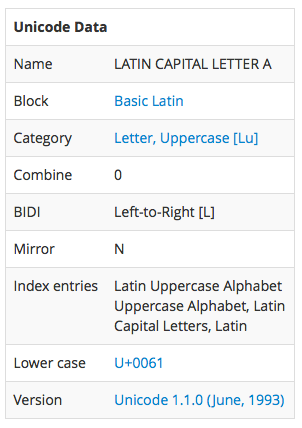 Unicode Data
Name LATIN CAPITAL LETTER A
Block Basic Latin
Category Letter, Uppercase [Lu]
Combine 0
BIDI Left-to-Right [L]
Mirror N
Index entries Latin Uppercase Alphabet
Uppercase Alphabet, Latin
Capital Letters, Latin
Lower case U+0061
Version Unicode 1.1.0 (June, 1993)